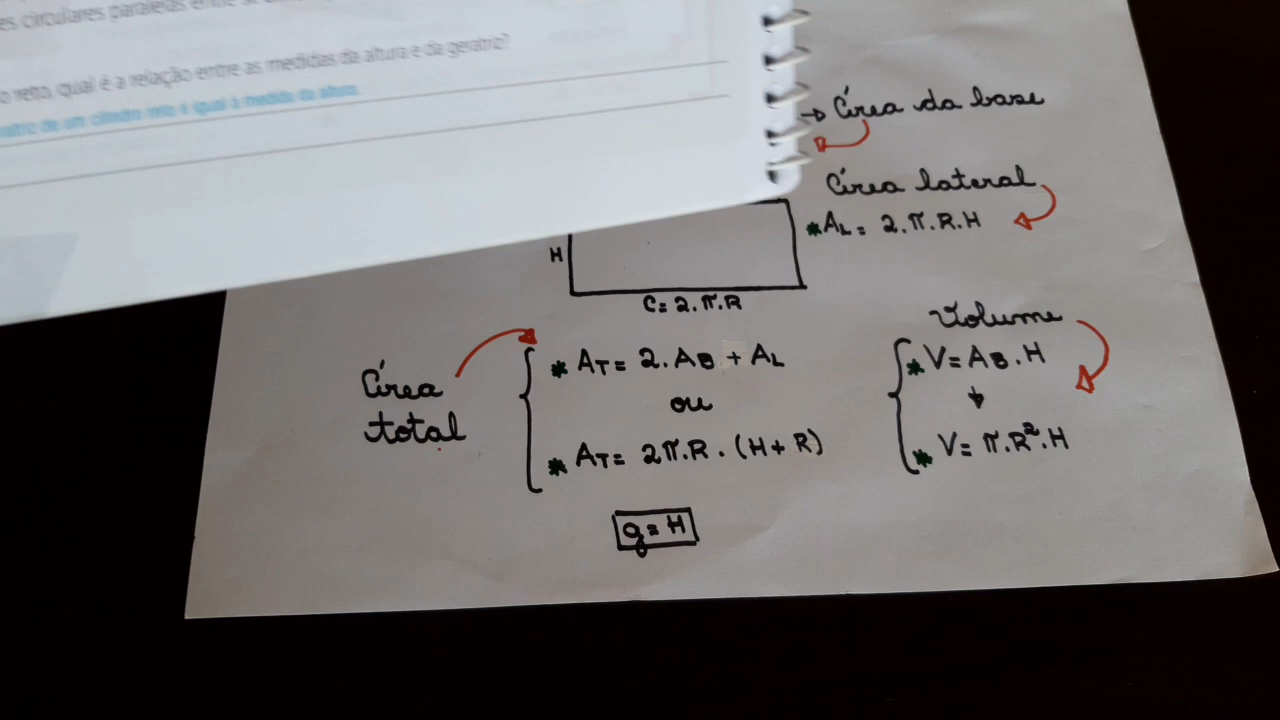 es circulares paralelas entre si
o reto, qual é a relação entre as medidas da altura e da geratriz?
ratriz de um cilindro reto é igual à medida da altura.
→ Área da base
Área lateral
*AL = 2.π.R.H
H
C = 2.π.R
Volume
Área total
* AT = 2.AB + AL
ou
* AT = 2π.R.(H+R)
* V = AB.H
* V = π.R².H
g = H